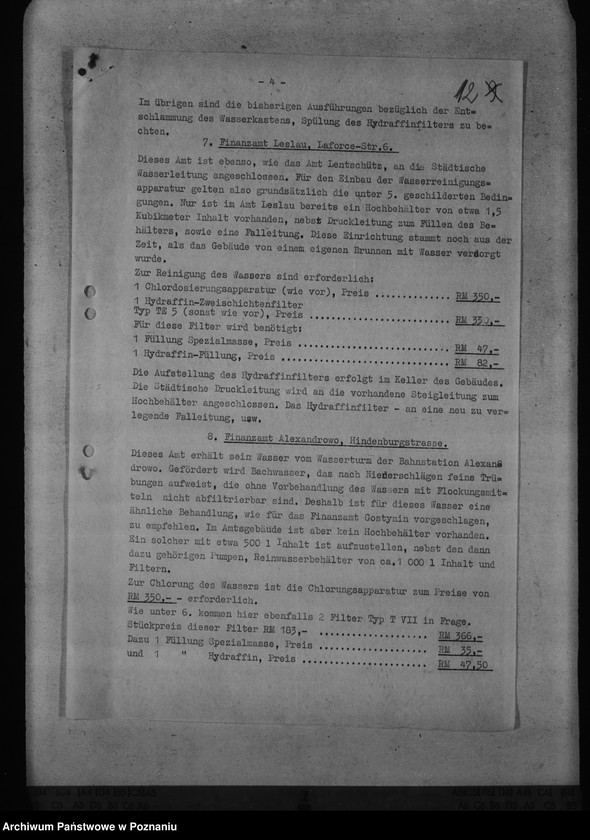 - 4 -
12
Im übrigen sind die bisherigen Ausführungen bezüglich der Ent=
schlammung des Wasserkastens, Spülung des Hydraffinfilters zu be=
chten.
7. Finanzamt Leslau, Laforce-Str.6.
Dieses Amt ist ebenso, wie das Amt Lentschütz, an die Städtische
Wasserleitung angeschlossen. Für den Einbau der Wasserreinigungs=
apparatur gelten also grundsätzlich die unter 5. geschilderten Bedin=
gungen. Nur ist im Amt Leslau bereits ein Hochbehälter von etwa 1,5
Kubikmeter Inhalt vorhanden, nebst Druckleitung zum Füllen des Be=
hälters, sowie eine Falleitung. Diese Einrichtung stammt noch aus der
Zeit, als das Gebäude von einem eigenen Brunnen mit Wasser versorgt
wurde.
Zur Reinigung des Wassers sind erforderlich:
1 Chlordosierungsapparatur (wie vor), Preis .............. RM 350,-
1 Hydraffin-Zweischichtenfilter
Typ TE 5 (sonst wie vor), Preis .......................... RM 330,-
Für diese Filter wird benötigt:
1 Füllung Spezialmasse, Preis ............................ RM 47,-
1 Hydraffin-Füllung, Preis ............................... RM 82,-
Die Aufstellung des Hydraffinfilters erfolgt im Keller des Gebäudes.
Die Städtische Druckleitung wird an die vorhandene Steigleitung zum
Hochbehälter angeschlossen. Das Hydraffinfilter - an eine neu zu ver=
legende Falleitung, usw.
8. Finanzamt Alexandrowo, Hindenburgstrasse.
Dieses Amt erhält sein Wasser vom Wasserturm der Bahnstation Alexan
drowo. Gefördert wird Bachwasser, das nach Niederschlägen feine Trü=
bungen aufweist, die ohne Vorbehandlung des Wassers mit Flockungsmit=
teln nicht abfiltrierbar sind. Deshalb ist für dieses Wasser eine
ähnliche Behandlung, wie für das Finanzamt Gostynin vorgeschlagen,
zu empfehlen. Im Amtsgebäude ist aber kein Hochbehälter vorhanden.
Ein solcher mit etwa 500 l Inhalt ist aufzustellen, nebst den dann
dazu gehörigen Pumpen, Reinwasserbehälter von ca.1 000 l Inhalt und
Filtern.
Zur Chlorung des Wassers ist die Chlorungsapparatur zum Preise von
RM 350,- - erforderlich.
Wie unter 6. kommen hier ebenfalls 2 Filter Typ T VII in Frage.
Stückpreis dieser Filter RM 183,- .................... RM 366,-
Dazu 1 Füllung Spezialmasse, Preis .................... RM 35,-
und 1 " Hydraffin, Preis ....................... RM 47,50
Archiwum Państwowe w Poznaniu